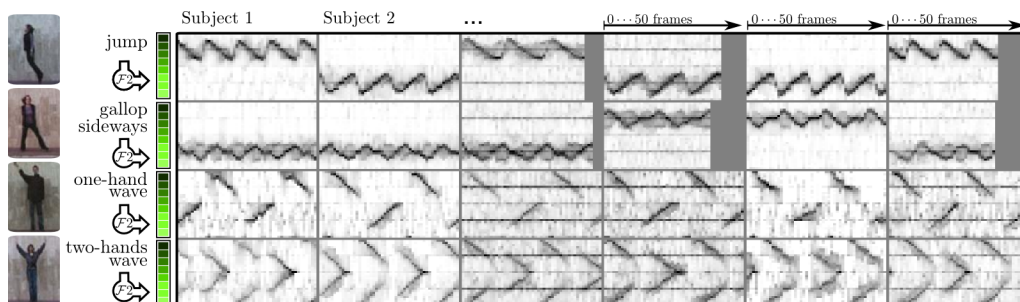 Subject 1
Subject 2
...
0···50 frames
0···50 frames
0···50 frames
jump
F2
gallop
sideways
F2
one-hand
wave
F2
two-hands
wave
F2